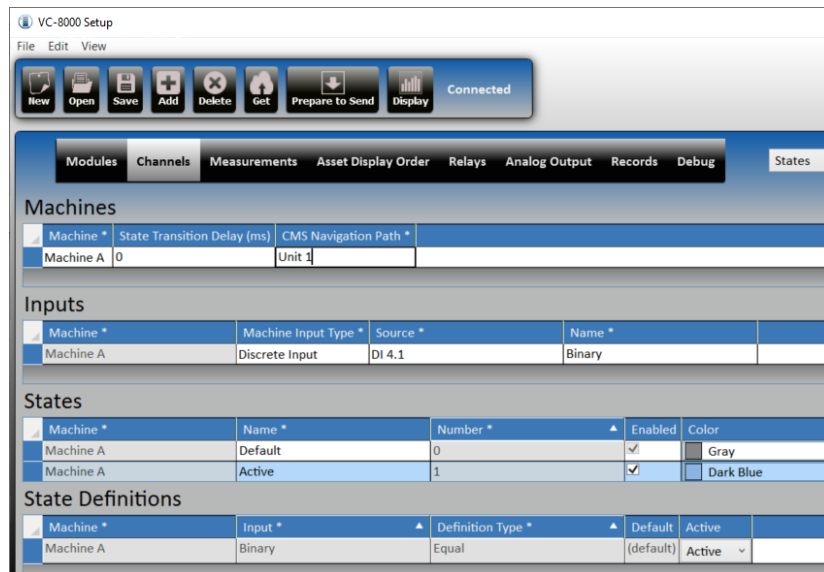 VC-8000 Setup
File Edit View
New Open Save Add Delete Get Prepare to Send Display Connected
Modules Channels Measurements Asset Display Order Relays Analog Output Records Debug States
Machines
Machine * State Transition Delay (ms) CMS Navigation Path *
Machine A 0 Unit 1
Inputs
Machine * Machine Input Type * Source * Name *
Machine A Discrete Input DI 4.1 Binary
States
Machine * Name * Number * Enabled Color
Machine A Default 0 Gray
Machine A Active 1 Dark Blue
State Definitions
Machine * Input * Definition Type * Default Active
Machine A Binary Equal (default) Active